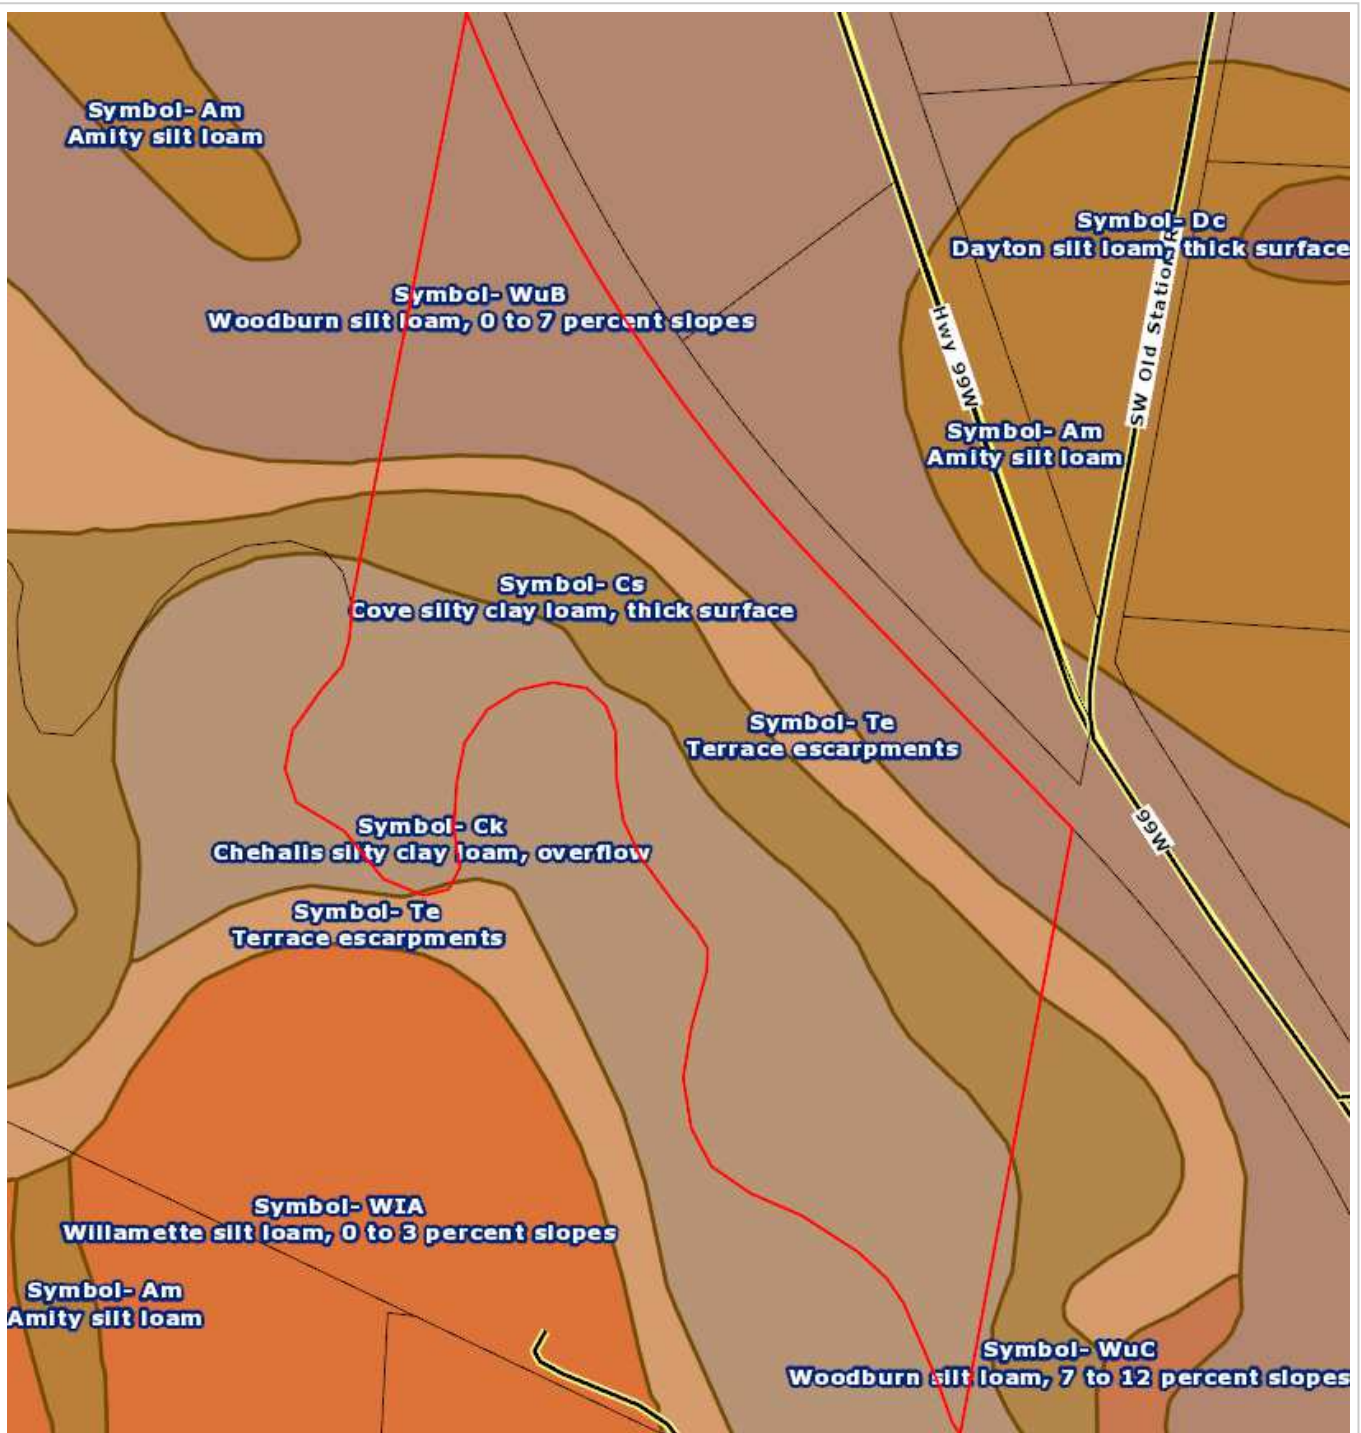 Symbol- Am
Amity silt loam
Symbol- Dc
Dayton silt loam, thick surface
Symbol- WuB
Woodburn silt loam, 0 to 7 percent slopes
Hwy 99W
SW Old Station R
Symbol- Am
Amity silt loam
Symbol- Cs
Cove silty clay loam, thick surface
Symbol- Te
Terrace escarpments
99W
Symbol- Ck
Chehalis silty clay loam, overflow
Symbol- Te
Terrace escarpments
Symbol- WIA
Willamette silt loam, 0 to 3 percent slopes
Symbol- Am
Amity silt loam
Symbol- WuC
Woodburn silt loam, 7 to 12 percent slopes